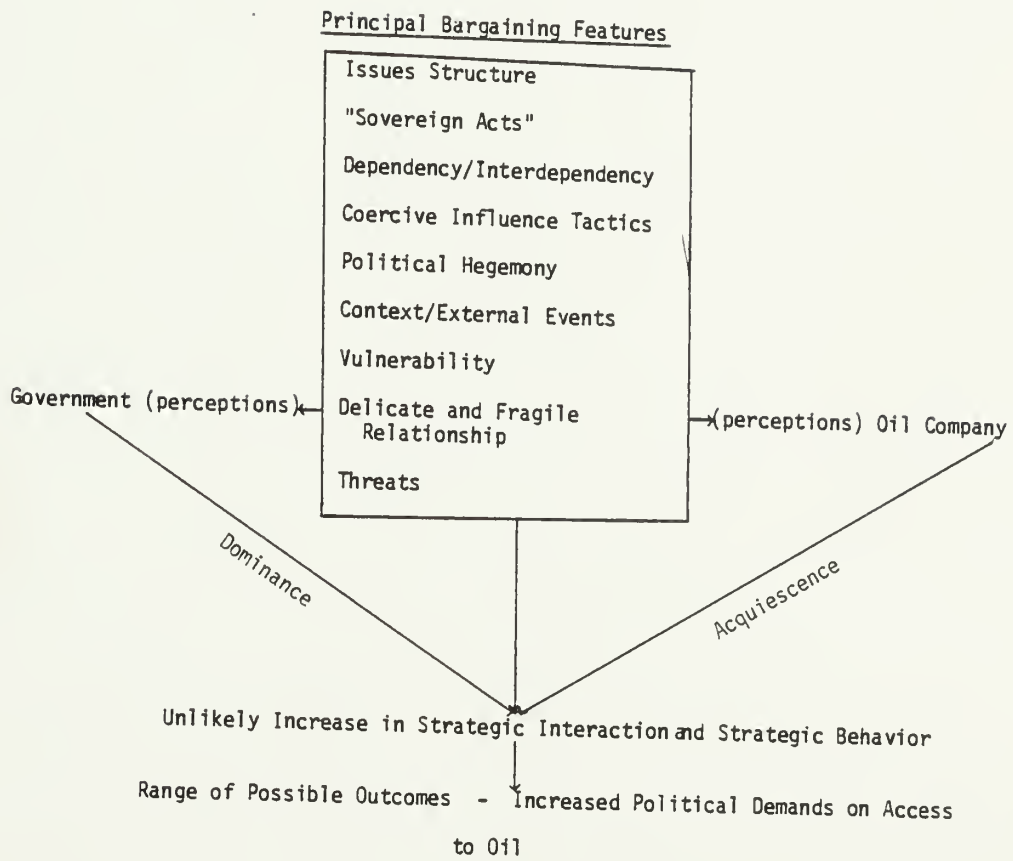 Principal Bargaining Features
Issues Structure
"Sovereign Acts"
Dependency/Interdependency
Coercive Influence Tactics
Political Hegemony
Context/External Events
Vulnerability
Government (perceptions)
Delicate and Fragile
Relationship
(perceptions) Oil Company
Threats
Dominance
Acquiescence
Unlikely Increase in Strategic Interaction and Strategic Behavior
Range of Possible Outcomes - Increased Political Demands on Access
to Oil